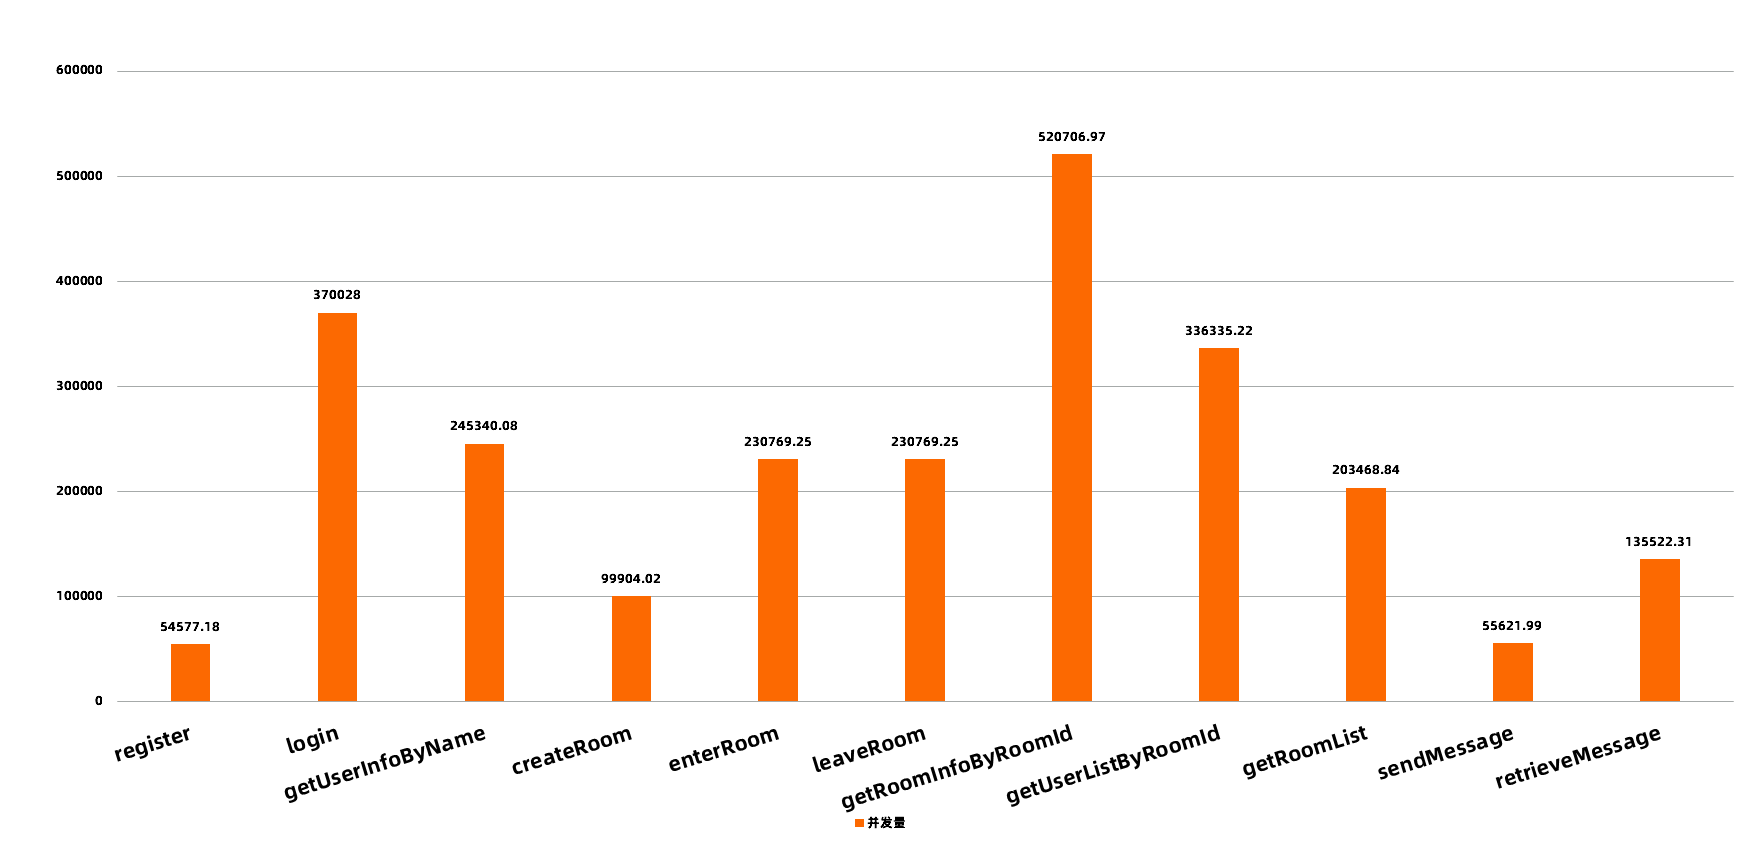 600000
500000
400000
300000
200000
100000
0
54577.18
370028
245340.08
99904.02
230769.25
230769.25
520706.97
336335.22
203468.84
55621.99
135522.31
register
login
getUserInfoByName
createRoom
enterRoom
leaveRoom
getRoomInfoByRoomId
getUserListByRoomId
getRoomList
sendMessage
retrieveMessage
并发量